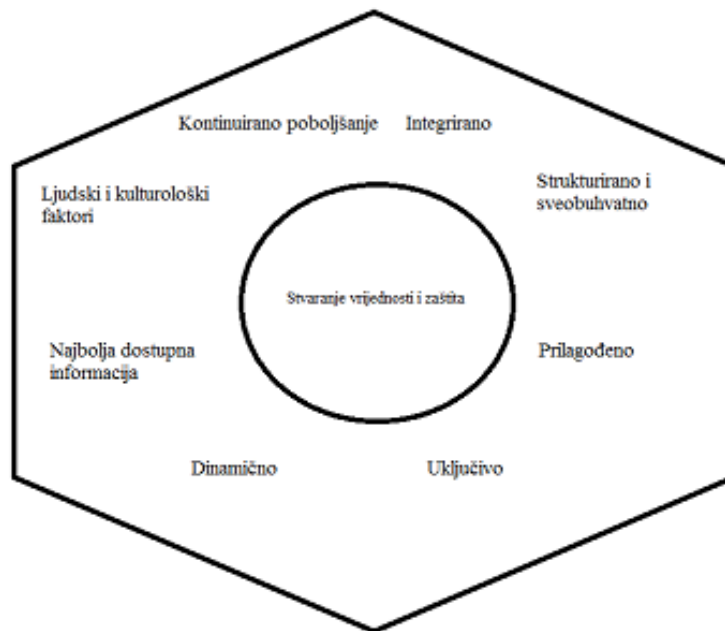 Kontinuirano poboljšanje
Integrirano
Ljudski i kulturološki
faktori
Strukturirano i
sveobuhvatno
Stvaranje vrijednosti i zaštita
Najbolja dostupna
informacija
Prilagođeno
Dinamično
Uključivo